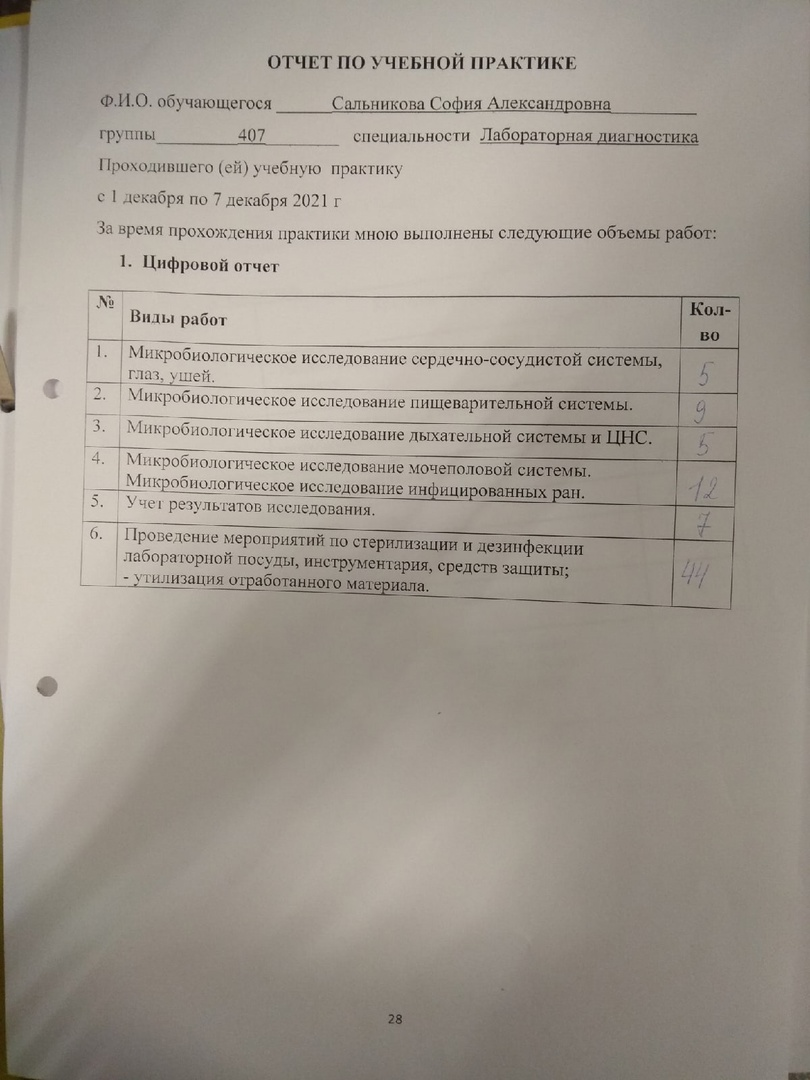 ОТЧЕТ ПО УЧЕБНОЙ ПРАКТИКЕ
Ф.И.О. обучающегося ______Сальникова София Александровна__________
группы_________407_________ специальности Лабораторная диагностика
Проходившего (ей) учебную практику
с 1 декабря по 7 декабря 2021 г
За время прохождения практики мною выполнены следующие объемы работ:
1. Цифровой отчет
№ Виды работ Кол-
во
1. Микробиологическое исследование сердечно-сосудистой системы,
глаз, ушей. 5
2. Микробиологическое исследование пищеварительной системы. 9
3. Микробиологическое исследование дыхательной системы и ЦНС. 5
4. Микробиологическое исследование мочеполовой системы.
Микробиологическое исследование инфицированных ран. 12
5. Учет результатов исследования. 7
6. Проведение мероприятий по стерилизации и дезинфекции
лабораторной посуды, инструментария, средств защиты; 44
- утилизация отработанного материала.
28